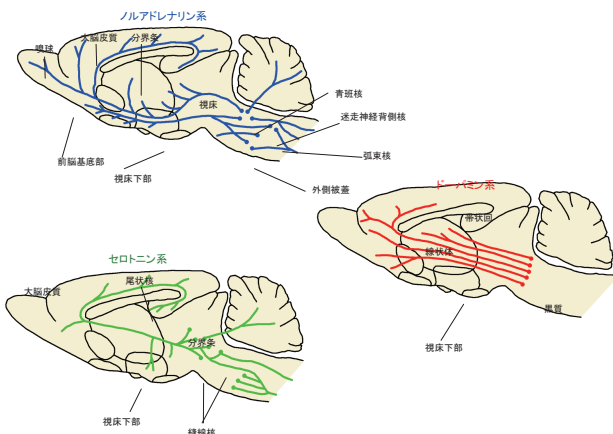 ノルアドレナリン系
嗅球
大脳皮質
分界条
視床
青班核
迷走神経背側核
弧束核
外側被蓋
前脳基底部
視床下部
ドーパミン系
帯状回
線状体
黒質
視床下部
セロトニン系
大脳皮質
尾状核
分界条
視床下部
縫線核